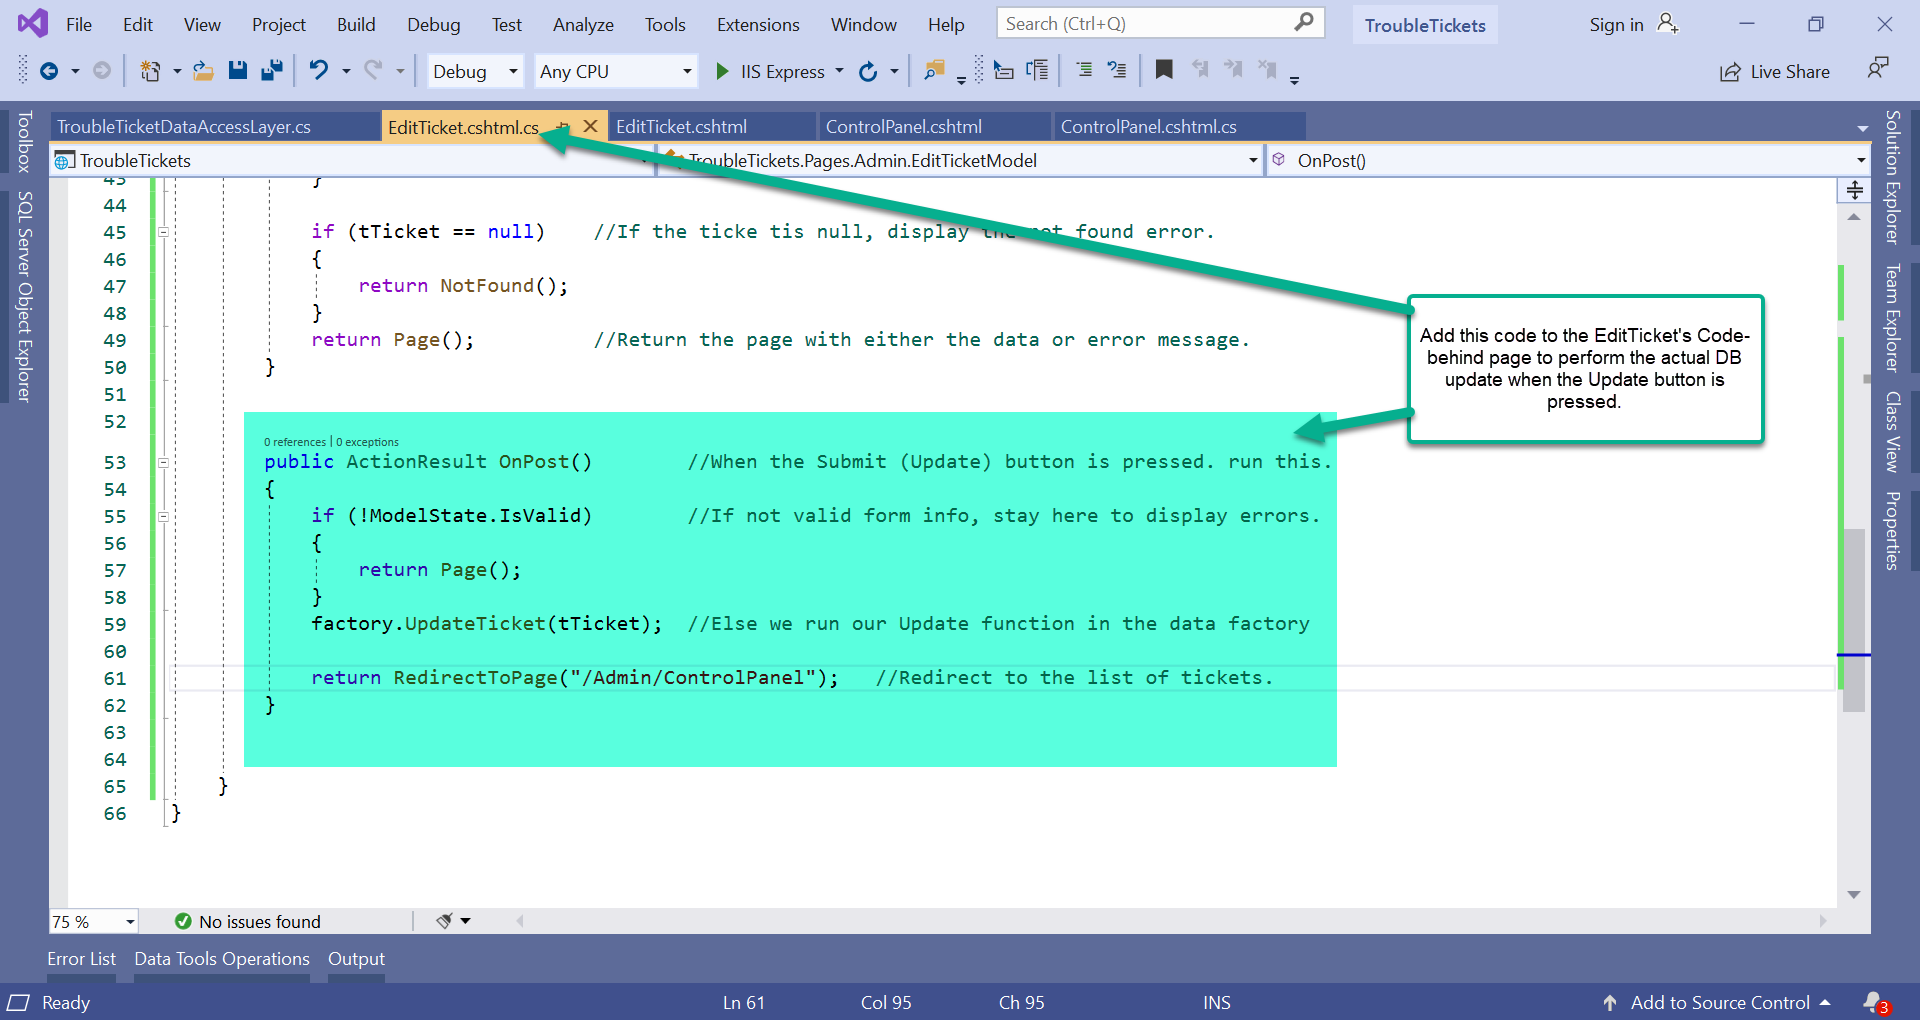 File Edit View Project Build Debug Test Analyze Tools Extensions Window Help Search (Ctrl+Q) TroubleTickets Sign in
Debug Any CPU IIS Express Live Share
TroubleTicketDataAccessLayer.cs EditTicket.cshtml.cs EditTicket.cshtml ControlPanel.cshtml ControlPanel.cshtml.cs
TroubleTickets TroubleTickets.Pages.Admin.EditTicketModel OnPost()
Toolbox
SQL Server Object Explorer
43 }
44
45 if (tTicket == null) //If the ticke tis null, display the not found error.
46 {
47 return NotFound();
48 }
49 return Page(); //Return the page with either the data or error message.
50 }
51
52
0 references | 0 exceptions
53 public ActionResult OnPost() //When the Submit (Update) button is pressed. run this.
54 {
55 if (!ModelState.IsValid) //If not valid form info, stay here to display errors.
56 {
57 return Page();
58 }
59 factory.UpdateTicket(tTicket); //Else we run our Update function in the data factory
60
61 return RedirectToPage("/Admin/ControlPanel"); //Redirect to the list of tickets.
62 }
63
64
65 }
66 }
Add this code to the EditTicket's Code-
behind page to perform the actual DB
update when the Update button is
pressed.
Solution Explorer
Team Explorer
Class View
Properties
75 % No issues found
Error List Data Tools Operations Output
Ready Ln 61 Col 95 Ch 95 INS Add to Source Control 3